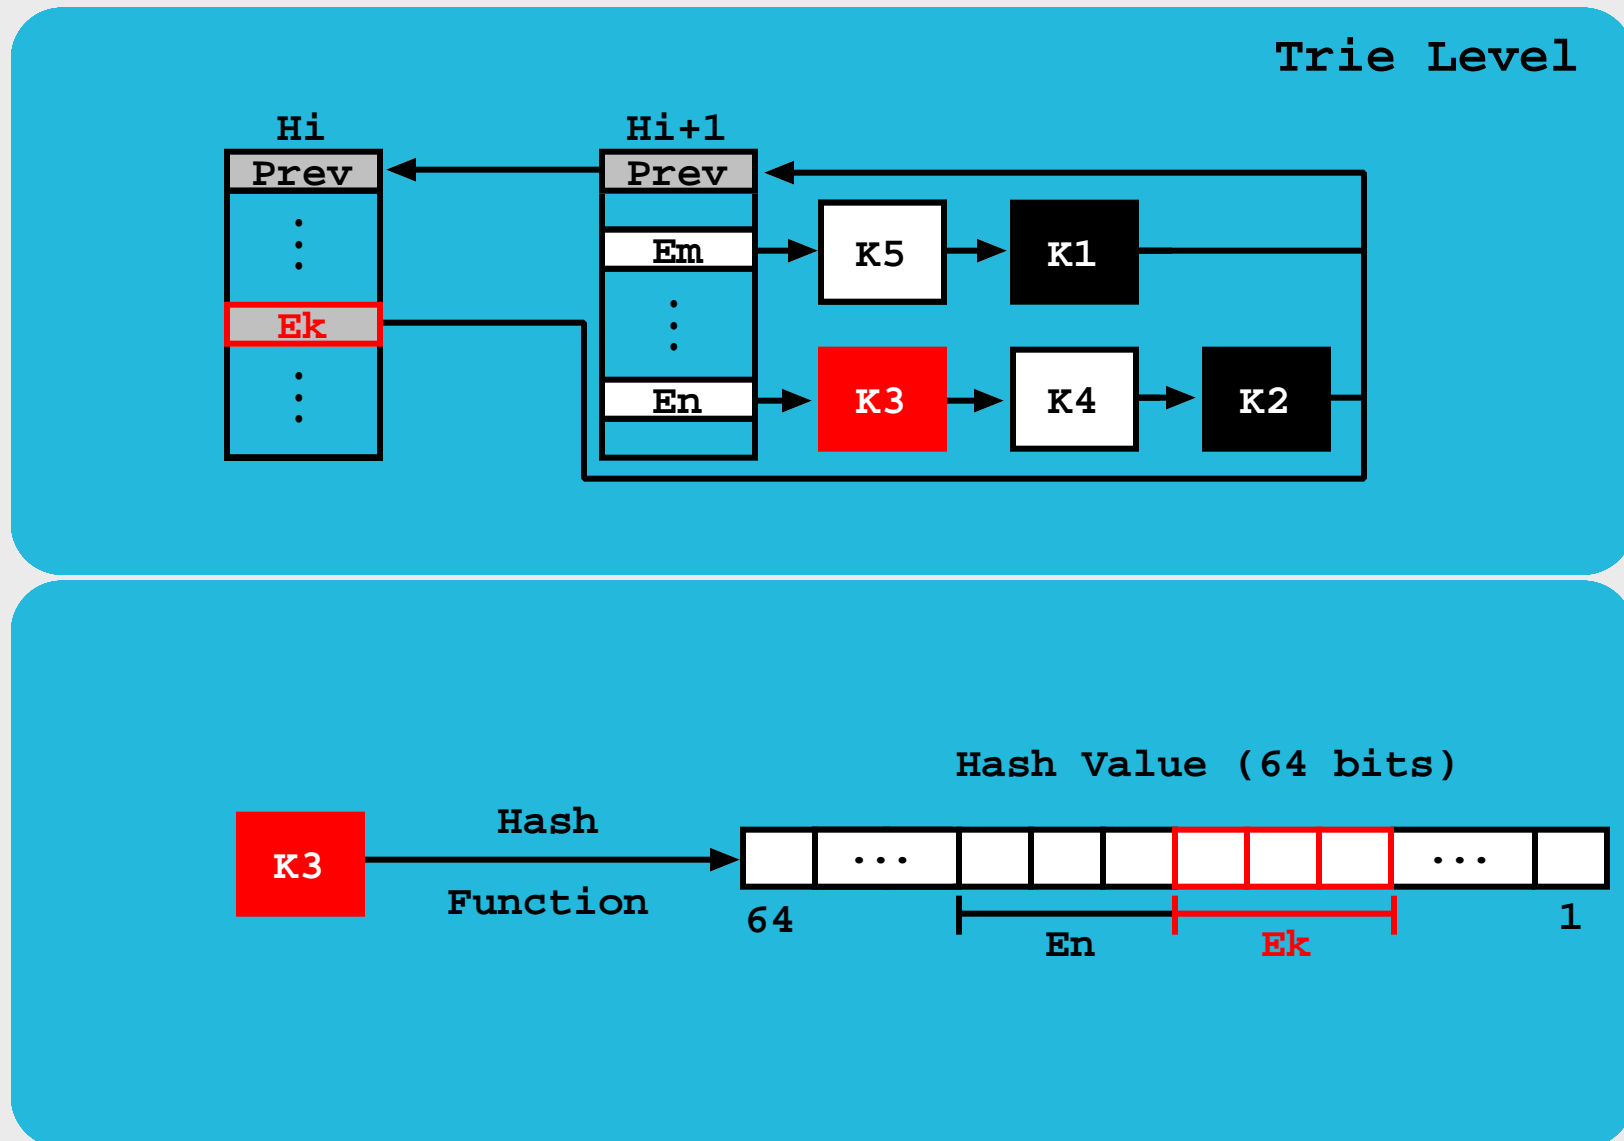 Trie Level
Hi
Hi+1
Prev
Prev
Em
K5
K1
Ek
En
K3
K4
K2
Hash Value (64 bits)
K3
Hash
Function
...
...
64
1
En
Ek